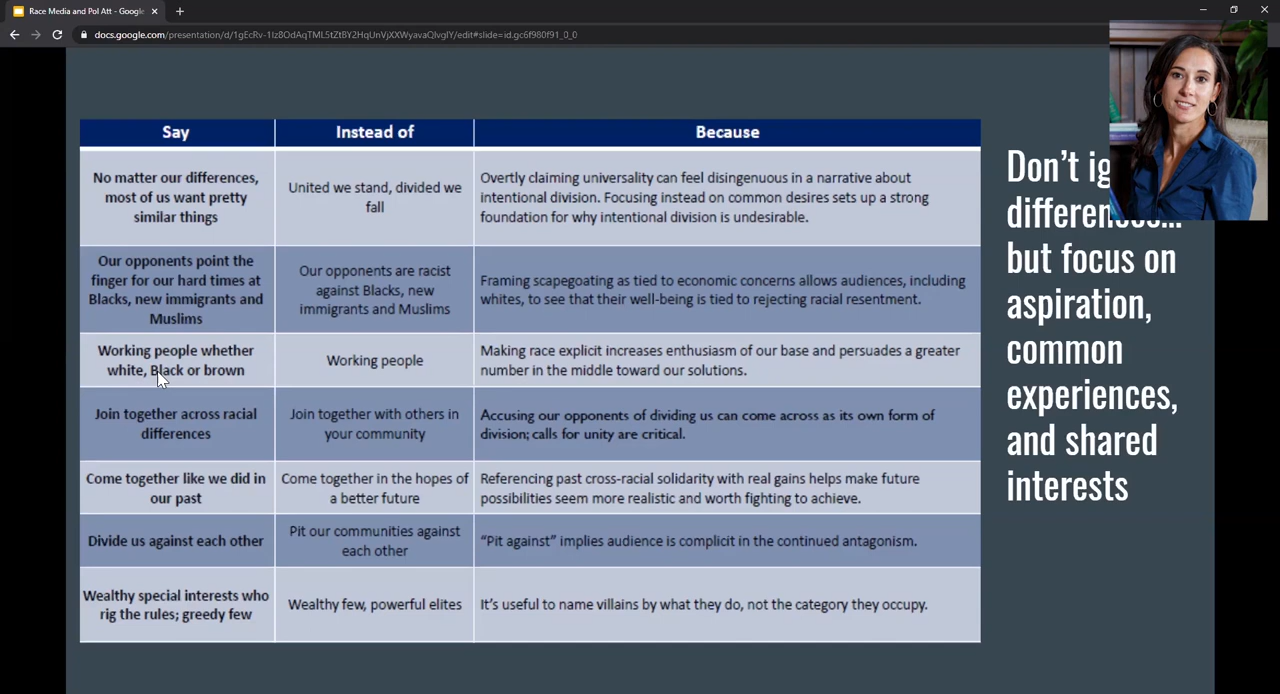 Race Media and Pol Att - Google
docs.google.com/presentation/d/1gEcRv-1Iz8OdAqTML5tZtBY2HqUnVjXXWyavaQIvgIY/edit#slide=id.gc6f980f91_0_0
Say
Instead of
Because
No matter our differences,
most of us want pretty
similar things
United we stand, divided we
fall
Overtly claiming universality can feel disingenuous in a narrative about
intentional division. Focusing instead on common desires sets up a strong
foundation for why intentional division is undesirable.
Our opponents point the
finger for our hard times at
Blacks, new immigrants and
Muslims
Our opponents are racist
against Blacks, new
immigrants and Muslims
Framing scapegoating as tied to economic concerns allows audiences, including
whites, to see that their well-being is tied to rejecting racial resentment.
Working people whether
white, Black or brown
Working people
Making race explicit increases enthusiasm of our base and persuades a greater
number in the middle toward our solutions.
Join together across racial
differences
Join together with others in
your community
Accusing our opponents of dividing us can come across as its own form of
division; calls for unity are critical.
Come together like we did in
our past
Come together in the hopes of
a better future
Referencing past cross-racial solidarity with real gains helps make future
possibilities seem more realistic and worth fighting to achieve.
Divide us against each other
Pit our communities against
each other
“Pit against” implies audience is complicit in the continued antagonism.
Wealthy special interests who
rig the rules; greedy few
Wealthy few, powerful elites
It’s useful to name villains by what they do, not the category they occupy.
Don’t
but focus on
aspiration,
common
experiences,
and shared
interests